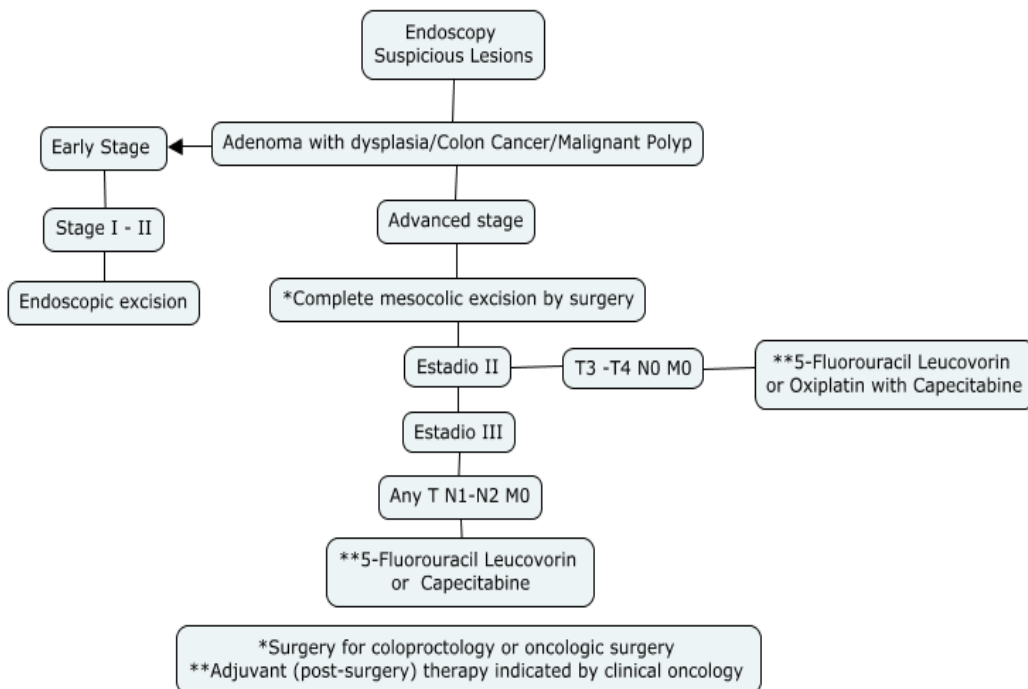 Endoscopy
Suspicious Lesions
Early Stage
Adenoma with dysplasia/Colon Cancer/Malignant Polyp
Stage I - II
Advanced stage
Endoscopic excision
*Complete mesocolic excision by surgery
Estadio II
T3 -T4 N0 M0
**5-Fluorouracil Leucovorin
or Oxiplatin with Capecitabine
Estadio III
Any T N1-N2 M0
**5-Fluorouracil Leucovorin
or Capecitabine
*Surgery for coloproctology or oncologic surgery
**Adjuvant (post-surgery) therapy indicated by clinical oncology